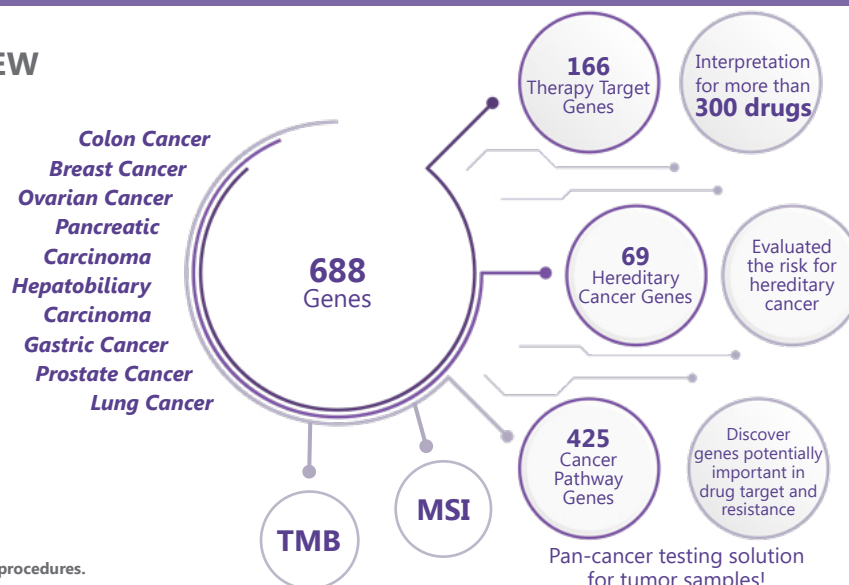 EW
Colon Cancer
Breast Cancer
Ovarian Cancer
Pancreatic
Carcinoma
Hepatobiliary
Carcinoma
Gastric Cancer
Prostate Cancer
Lung Cancer
688
Genes
166
Therapy Target
Genes
Interpretation
for more than
300 drugs
69
Hereditary
Cancer Genes
Evaluated
the risk for
hereditary
cancer
425
Cancer
Pathway
Genes
Discover
genes potentially
important in
drug target and
resistance
TMB
MSI
Pan-cancer testing solution
for tumor samples!
procedures.